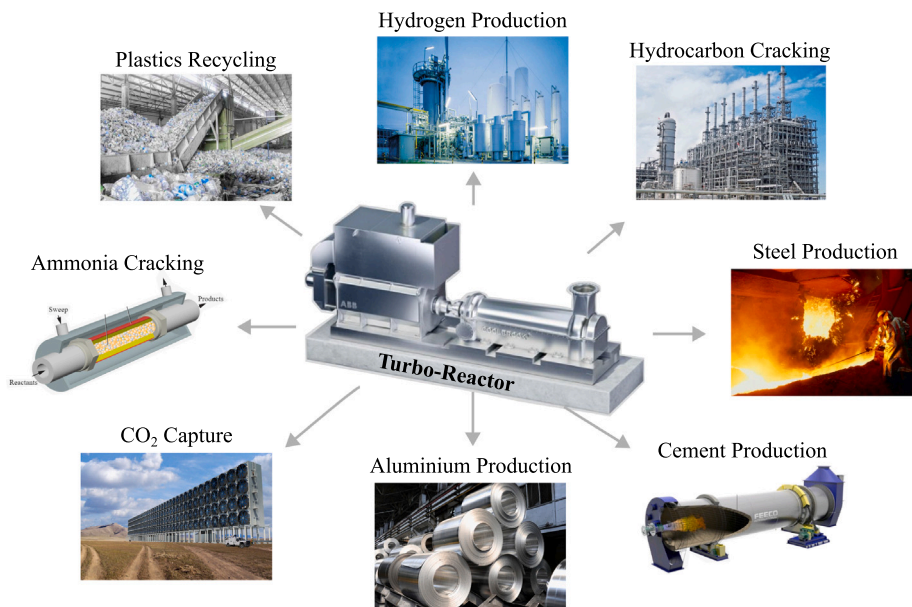 Hydrogen Production
Plastics Recycling
Hydrocarbon Cracking
Ammonia Cracking
Sweep
Products
Reactants
Steel Production
ABB
Turbo-Reactor
CO₂ Capture
Aluminium Production
Cement Production
FEECO